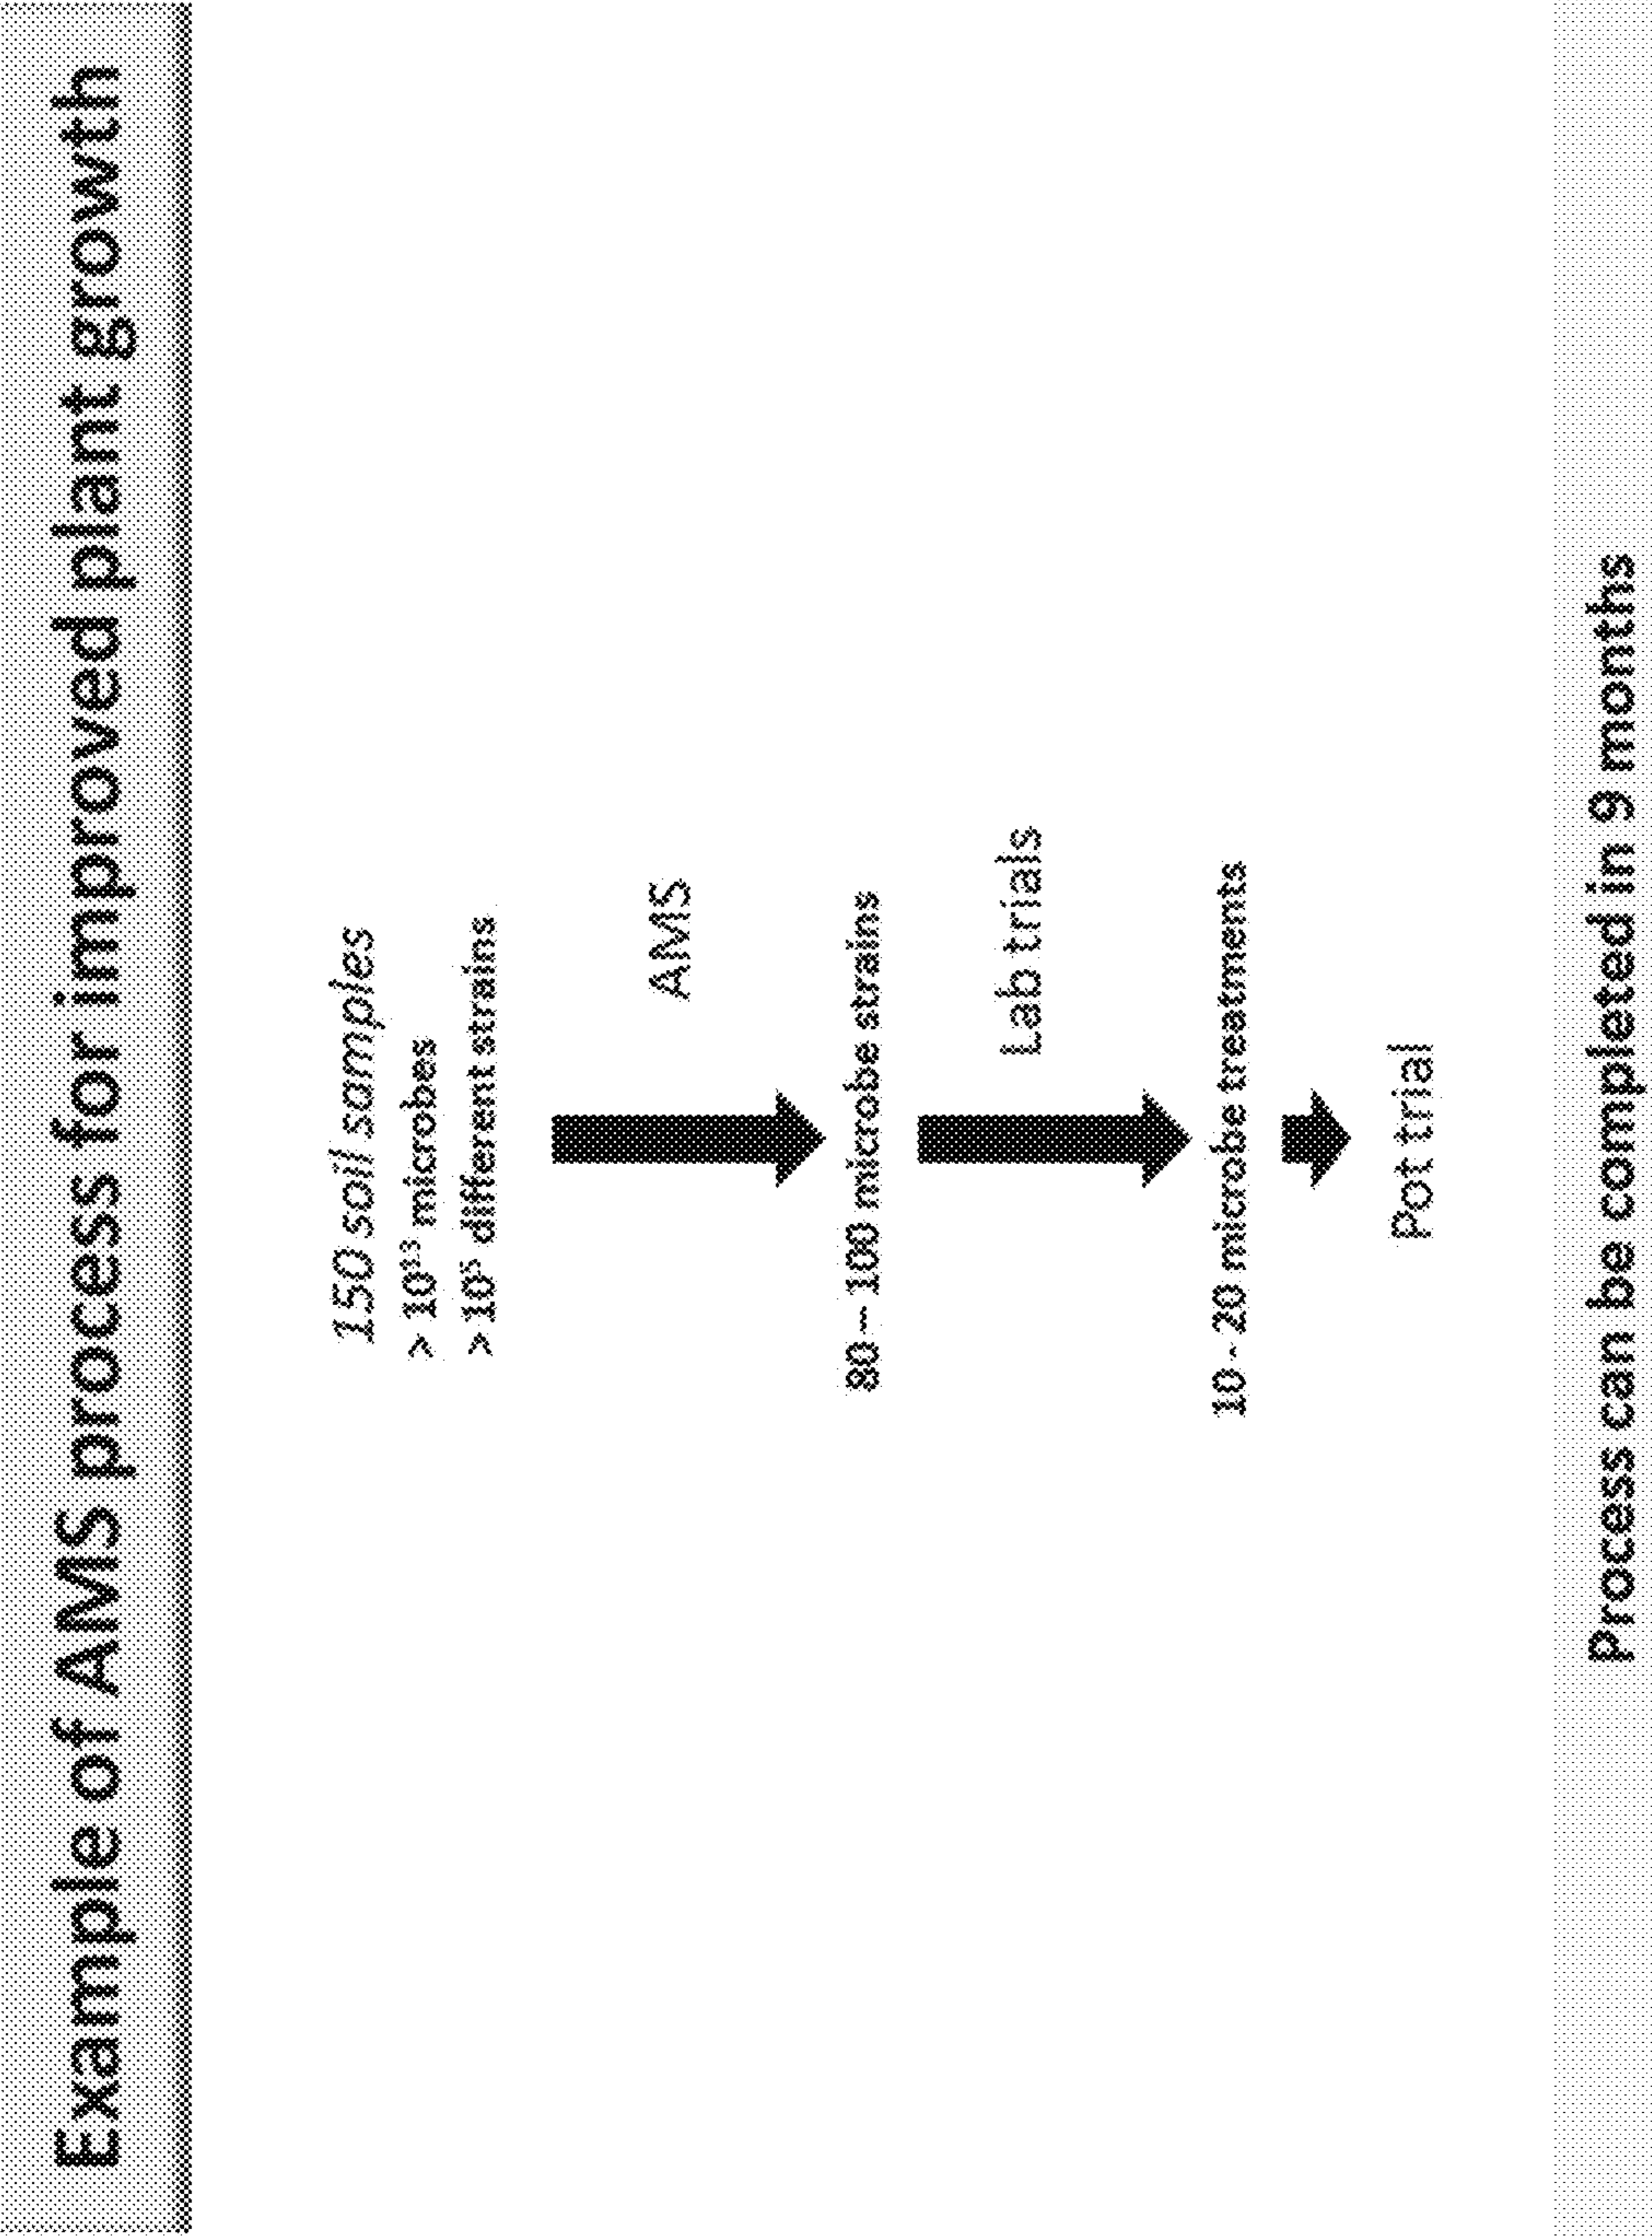 Example of AMS process for improved plant growth
150 soil samples
> 10¹³ microbes
> 10⁵ different strains
AMS
80 – 100 microbe strains
Lab trials
10 - 20 microbe treatments
Pot trial
Process can be completed in 9 months